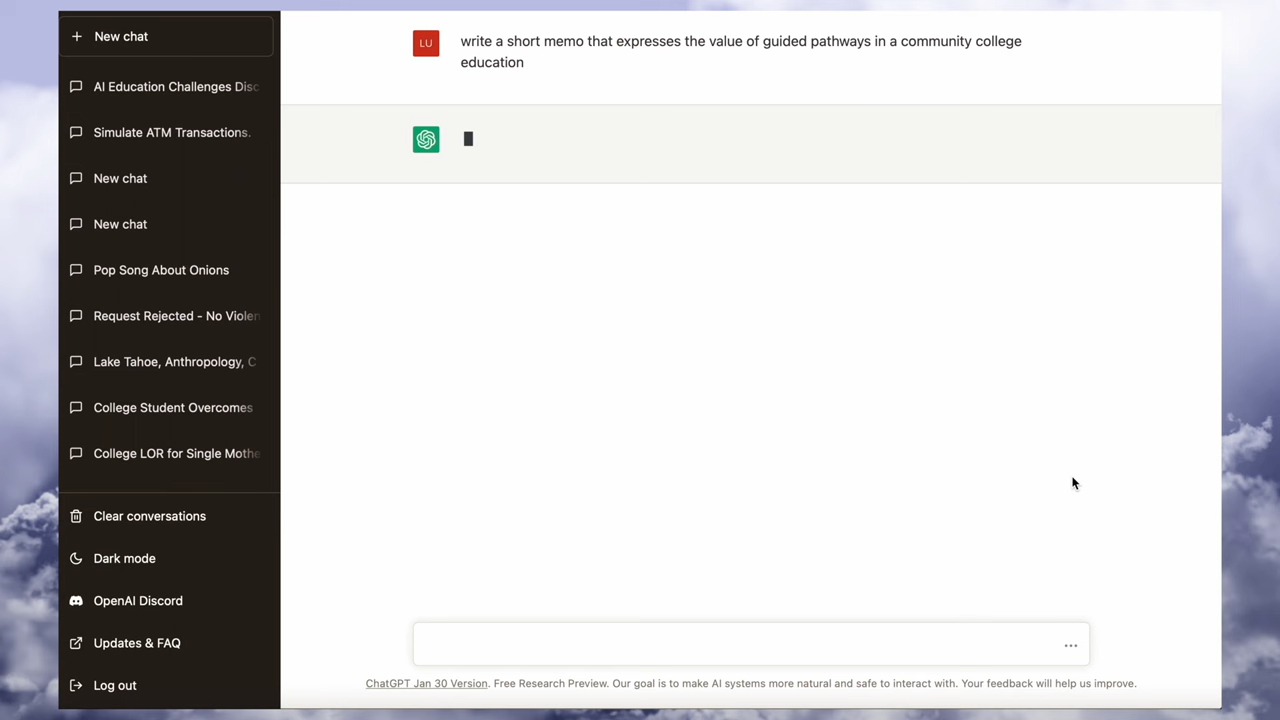 New chat
AI Education Challenges Disc
Simulate ATM Transactions.
New chat
New chat
Pop Song About Onions
Request Rejected - No Violen
Lake Tahoe, Anthropology, C
College Student Overcomes
College LOR for Single Mothe
Clear conversations
Dark mode
OpenAI Discord
Updates & FAQ
Log out
LU
write a short memo that expresses the value of guided pathways in a community college
education
ChatGPT Jan 30 Version. Free Research Preview. Our goal is to make AI systems more natural and safe to interact with. Your feedback will help us improve.